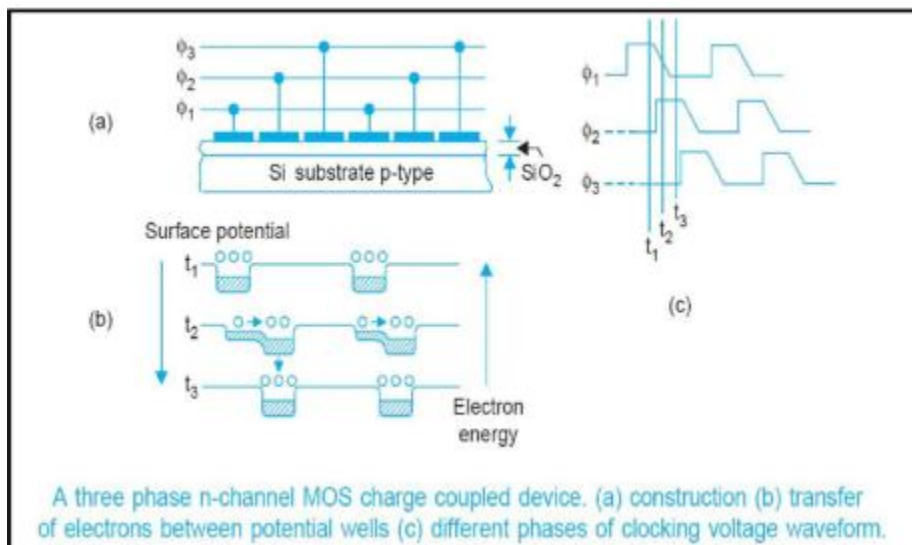 ϕ3
ϕ2
ϕ1
(a)
Si substrate p-type
SiO2
Surface potential
t1
(b)
t2
t3
Electron
energy
ϕ1
ϕ2
ϕ3
t3
t2
t1
(c)
A three phase n-channel MOS charge coupled device. (a) construction (b) transfer
of electrons between potential wells (c) different phases of clocking voltage waveform.